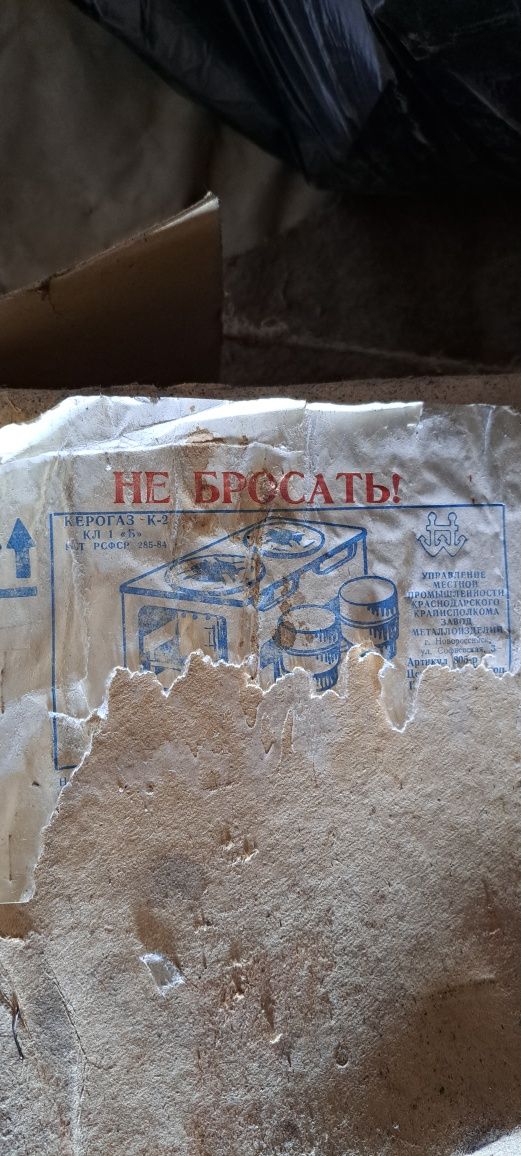 НЕ БРОСАТЬ!
КЕРОГАЗ К-2
КЛ 1 «Б»
РСФСР 285-84
УПРАВЛЕНИЕ
МЕСТНОЙ
ПРОМЫШЛЕННОСТИ
КРАСНОДАРСКОГО
КРАЙИСПОЛКОМА
ЗАВОД
МЕТАЛЛОИЗДЕЛИЙ
г. Новороссийск,
ул. Софиевская, 3
Артикул